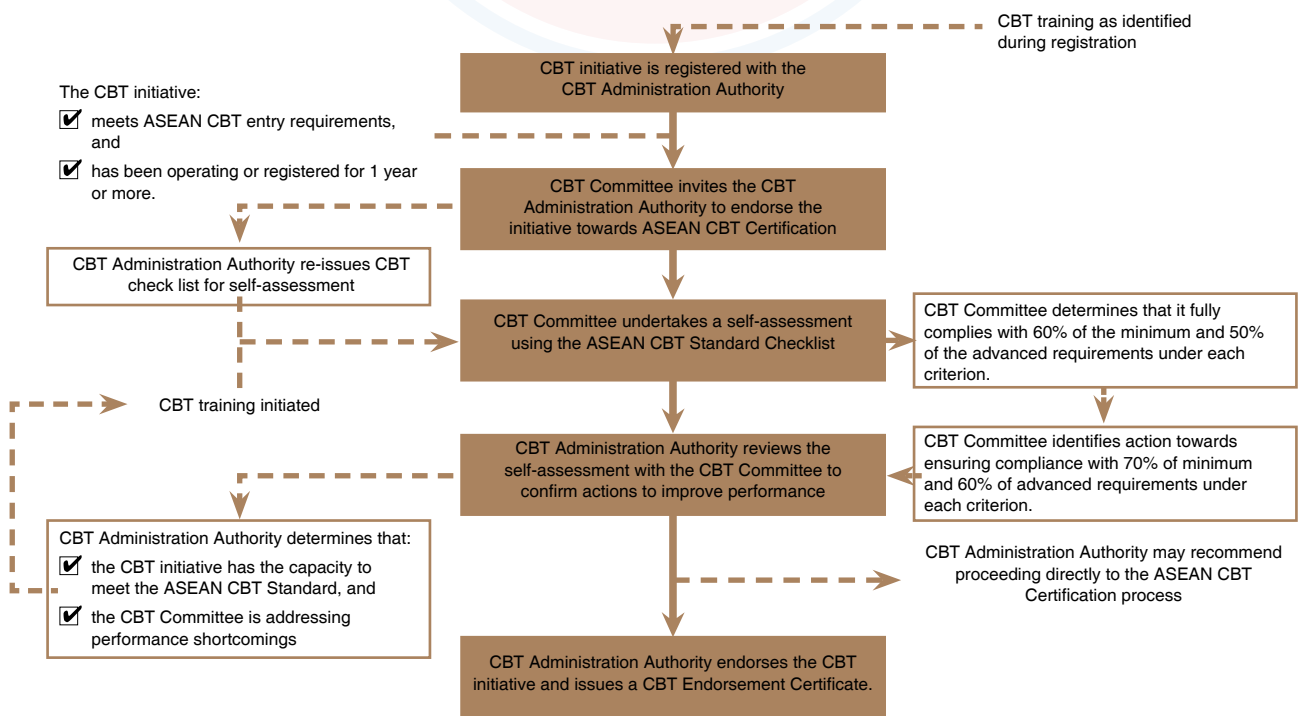 CBT training as identified
during registration
CBT initiative is registered with the
CBT Administration Authority
The CBT initiative:
meets ASEAN CBT entry requirements,
and
has been operating or registered for 1 year
or more.
CBT Committee invites the CBT
Administration Authority to endorse the
initiative towards ASEAN CBT Certification
CBT Administration Authority re-issues CBT
check list for self-assessment
CBT Committee undertakes a self-assessment
using the ASEAN CBT Standard Checklist
CBT Committee determines that it fully
complies with 60% of the minimum and 50%
of the advanced requirements under each
criterion.
CBT training initiated
CBT Administration Authority reviews the
self-assessment with the CBT Committee to
confirm actions to improve performance
CBT Committee identifies action towards
ensuring compliance with 70% of minimum
and 60% of advanced requirements under
each criterion.
CBT Administration Authority determines that:
the CBT initiative has the capacity to
meet the ASEAN CBT Standard, and
the CBT Committee is addressing
performance shortcomings
CBT Administration Authority may recommend
proceeding directly to the ASEAN CBT
Certification process
CBT Administration Authority endorses the CBT
initiative and issues a CBT Endorsement Certificate.